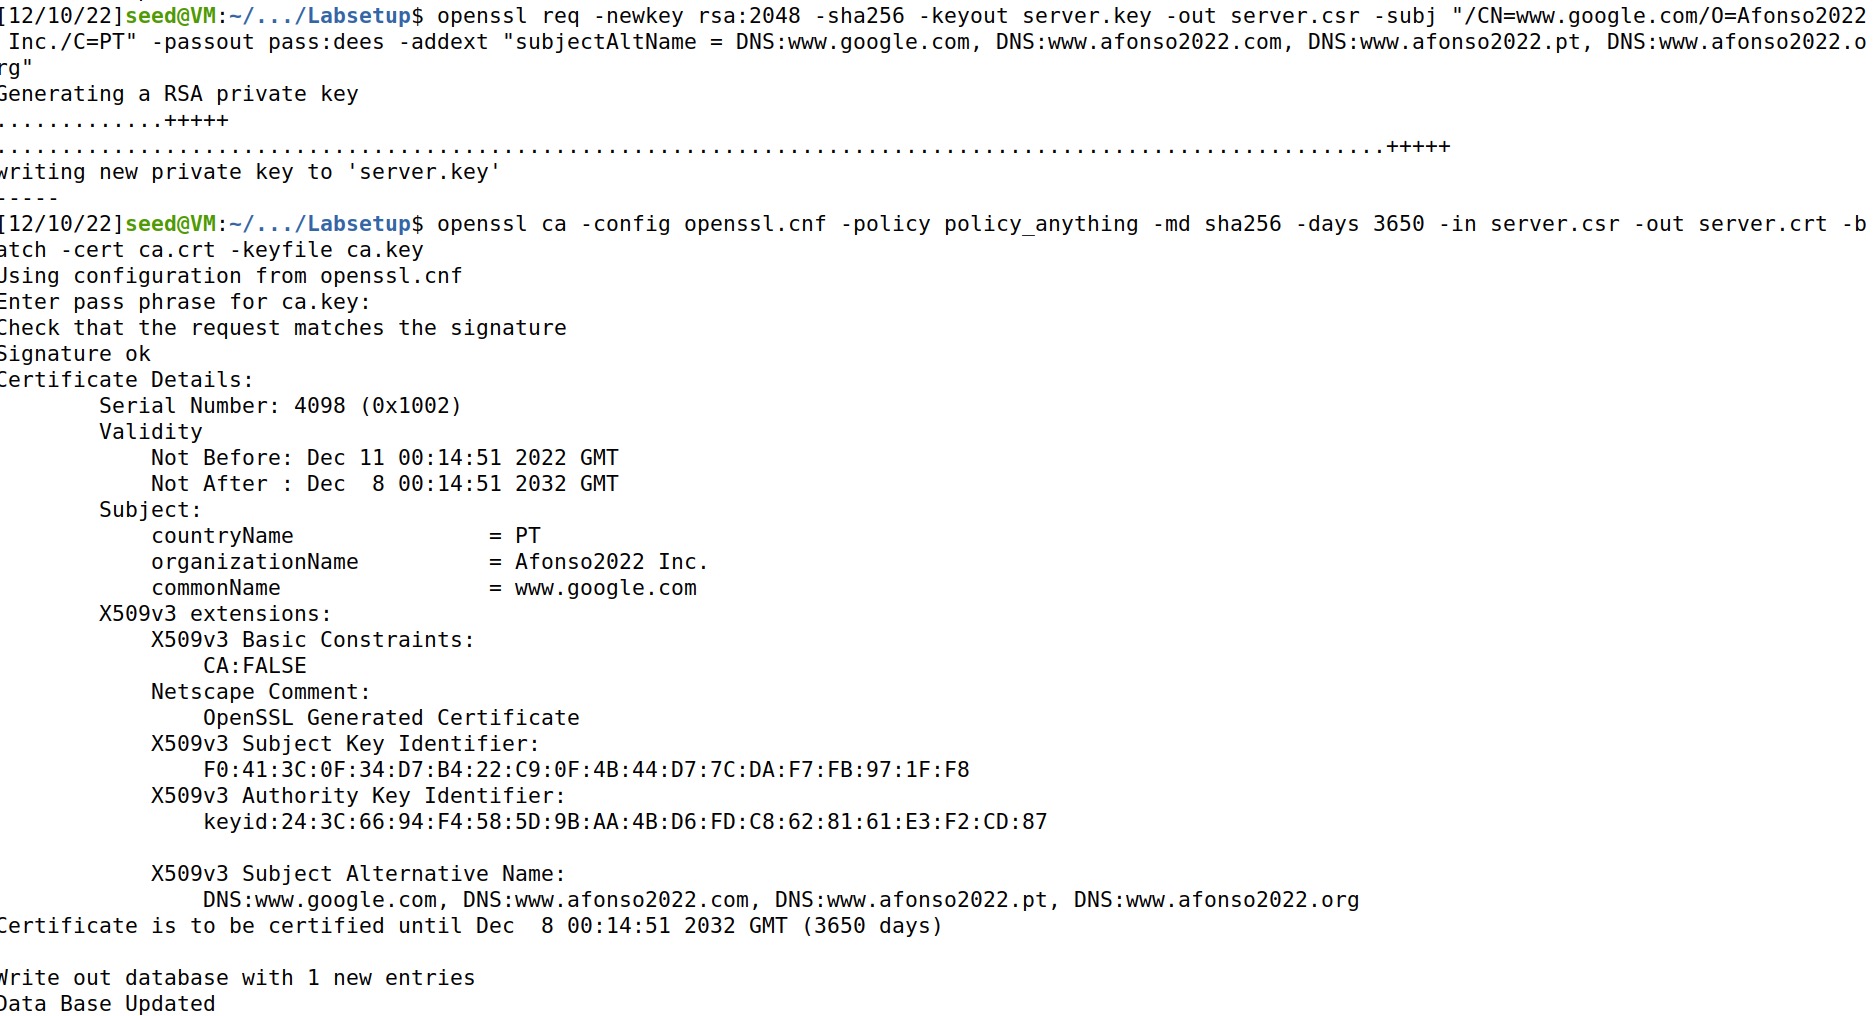 [12/10/22]seed@VM:~/.../Labsetup$ openssl req -newkey rsa:2048 -sha256 -keyout server.key -out server.csr -subj "/CN=www.google.com/O=Afonso2022
 Inc./C=PT" -passout pass:dees -addext "subjectAltName = DNS:www.google.com, DNS:www.afonso2022.com, DNS:www.afonso2022.pt, DNS:www.afonso2022.o
rg"
Generating a RSA private key
.............+++++
...........................................................................................................+++++
writing new private key to 'server.key'
-----
[12/10/22]seed@VM:~/.../Labsetup$ openssl ca -config openssl.cnf -policy policy_anything -md sha256 -days 3650 -in server.csr -out server.crt -b
atch -cert ca.crt -keyfile ca.key
Using configuration from openssl.cnf
Enter pass phrase for ca.key:
Check that the request matches the signature
Signature ok
Certificate Details:
        Serial Number: 4098 (0x1002)
        Validity
            Not Before: Dec 11 00:14:51 2022 GMT
            Not After : Dec  8 00:14:51 2032 GMT
        Subject:
            countryName               = PT
            organizationName          = Afonso2022 Inc.
            commonName                = www.google.com
        X509v3 extensions:
            X509v3 Basic Constraints:
                CA:FALSE
            Netscape Comment:
                OpenSSL Generated Certificate
            X509v3 Subject Key Identifier:
                F0:41:3C:0F:34:D7:B4:22:C9:0F:4B:44:D7:7C:DA:F7:FB:97:1F:F8
            X509v3 Authority Key Identifier:
                keyid:24:3C:66:94:F4:58:5D:9B:AA:4B:D6:FD:C8:62:81:61:E3:F2:CD:87

            X509v3 Subject Alternative Name:
                DNS:www.google.com, DNS:www.afonso2022.com, DNS:www.afonso2022.pt, DNS:www.afonso2022.org
Certificate is to be certified until Dec  8 00:14:51 2032 GMT (3650 days)

Write out database with 1 new entries
Data Base Updated